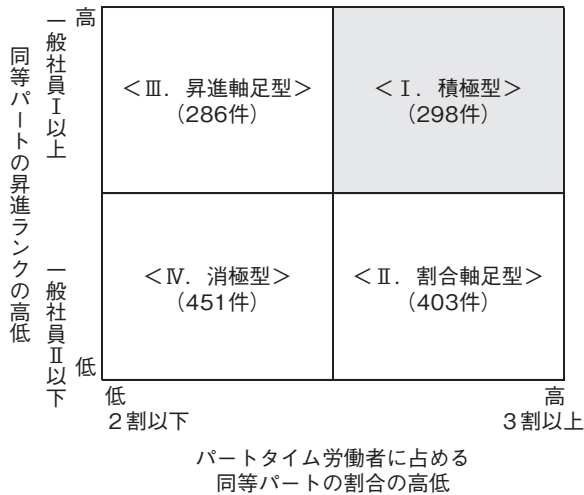 同等パートの昇進ランクの高低
一般社員Ⅰ以上
一般社員Ⅱ以下
高
低
＜Ⅲ．昇進軸足型＞
（286件）
＜Ⅰ．積極型＞
（298件）
＜Ⅳ．消極型＞
（451件）
＜Ⅱ．割合軸足型＞
（403件）
低
２割以下
高
３割以上
パートタイム労働者に占める
同等パートの割合の高低